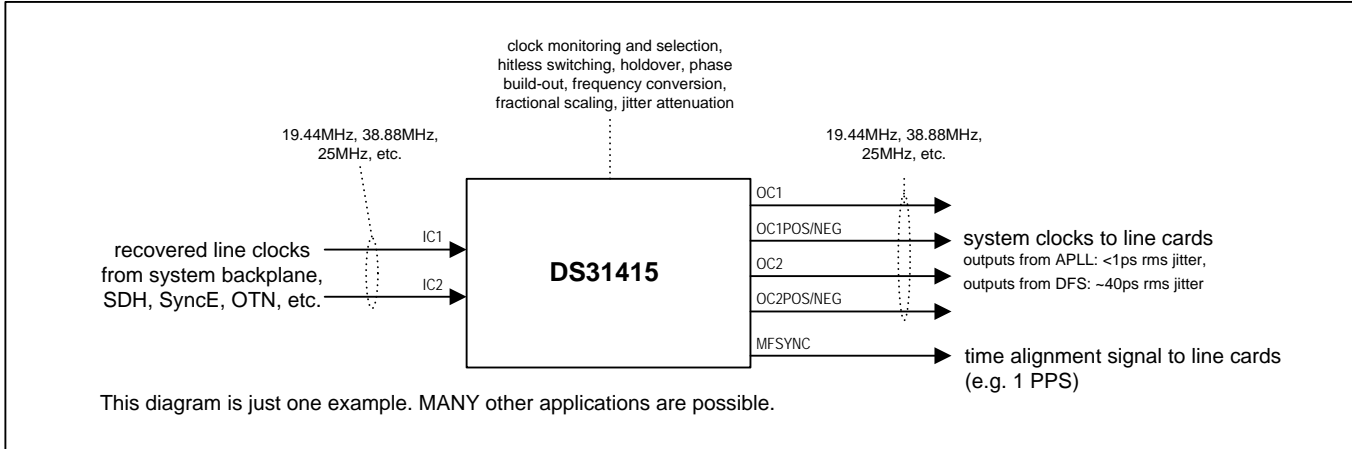 clock monitoring and selection,
hitless switching, holdover, phase
build-out, frequency conversion,
fractional scaling, jitter attenuation
19.44MHz, 38.88MHz,
25MHz, etc.
19.44MHz, 38.88MHz,
25MHz, etc.
recovered line clocks
from system backplane,
SDH, SyncE, OTN, etc.
IC1
IC2
DS31415
OC1
OC1POS/NEG
OC2
OC2POS/NEG
MFSYNC
system clocks to line cards
outputs from APLL: <1ps rms jitter,
outputs from DFS: ~40ps rms jitter
time alignment signal to line cards
(e.g. 1 PPS)
This diagram is just one example. MANY other applications are possible.